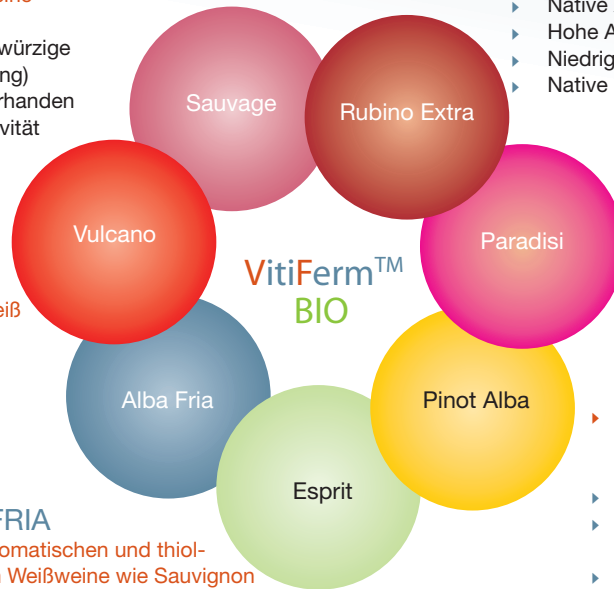 würzige
ng)
rhanden
vität
Native
Hohe A
Niedrig
Native
Sauvage
Rubino Extra
Vulcano
Paradisi
VitiFerm™
BIO
eiß
Alba Fria
Pinot Alba
Esprit
FRIA
omatischen und thiol-
Weißweine wie Sauvignon